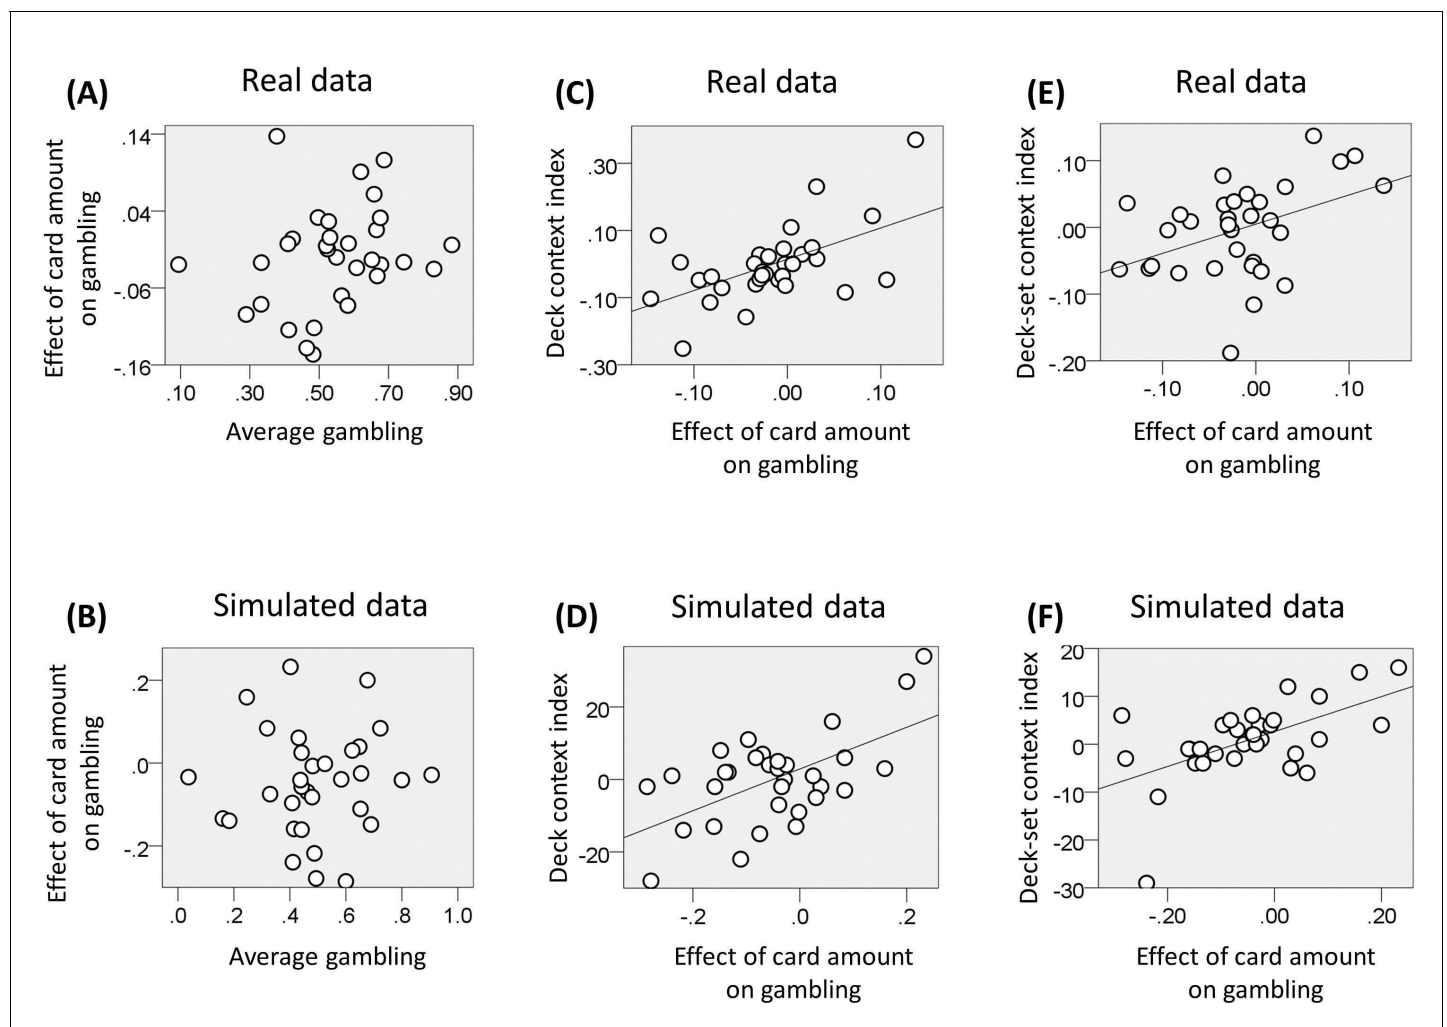 (A)
Real data
Effect of card amount
on gambling
.14
.04
-.06
-.16
.10 .30 .50 .70 .90
Average gambling
(C)
Real data
Deck context index
.30
.10
-.10
-.30
-.10 .00 .10
Effect of card amount
on gambling
(E)
Real data
Deck-set context index
.10
.00
-.10
-.20
-.10 .00 .10
Effect of card amount
on gambling
(B)
Simulated data
Effect of card amount
on gambling
.2
.0
-.2
.0 .2 .4 .6 .8 1.0
Average gambling
(D)
Simulated data
Deck context index
20
0
-20
-.2 .0 .2
Effect of card amount
on gambling
(F)
Simulated data
Deck-set context index
20
10
0
-10
-20
-30
-.20 .00 .20
Effect of card amount
on gambling